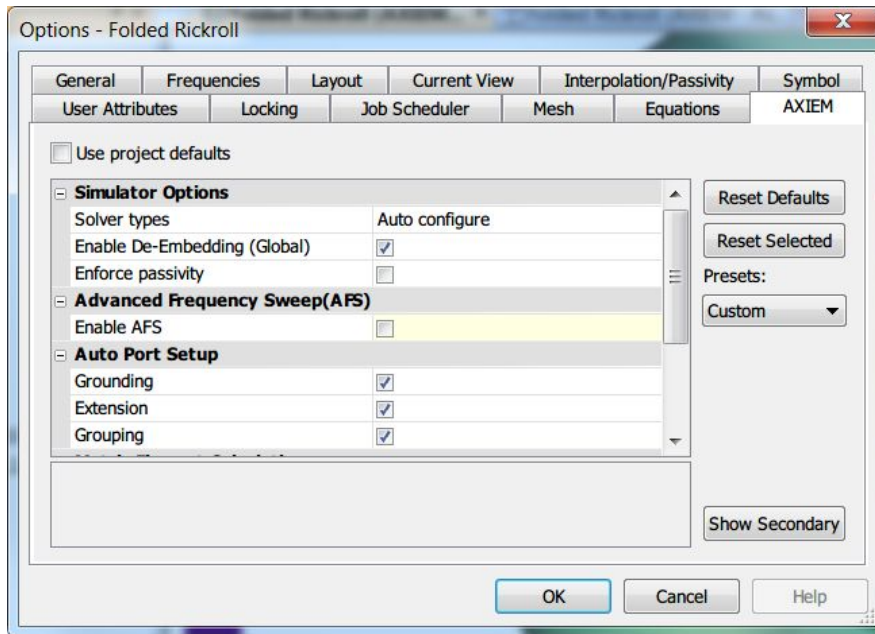 Options - Folded Rickroll
General Frequencies Layout Current View Interpolation/Passivity Symbol
User Attributes Locking Job Scheduler Mesh Equations AXIEM
Use project defaults
Simulator Options
Solver types Auto configure
Enable De-Embedding (Global)
Enforce passivity
Advanced Frequency Sweep(AFS)
Enable AFS
Auto Port Setup
Grounding
Extension
Grouping
Reset Defaults
Reset Selected
Presets:
Custom
Show Secondary
OK Cancel Help